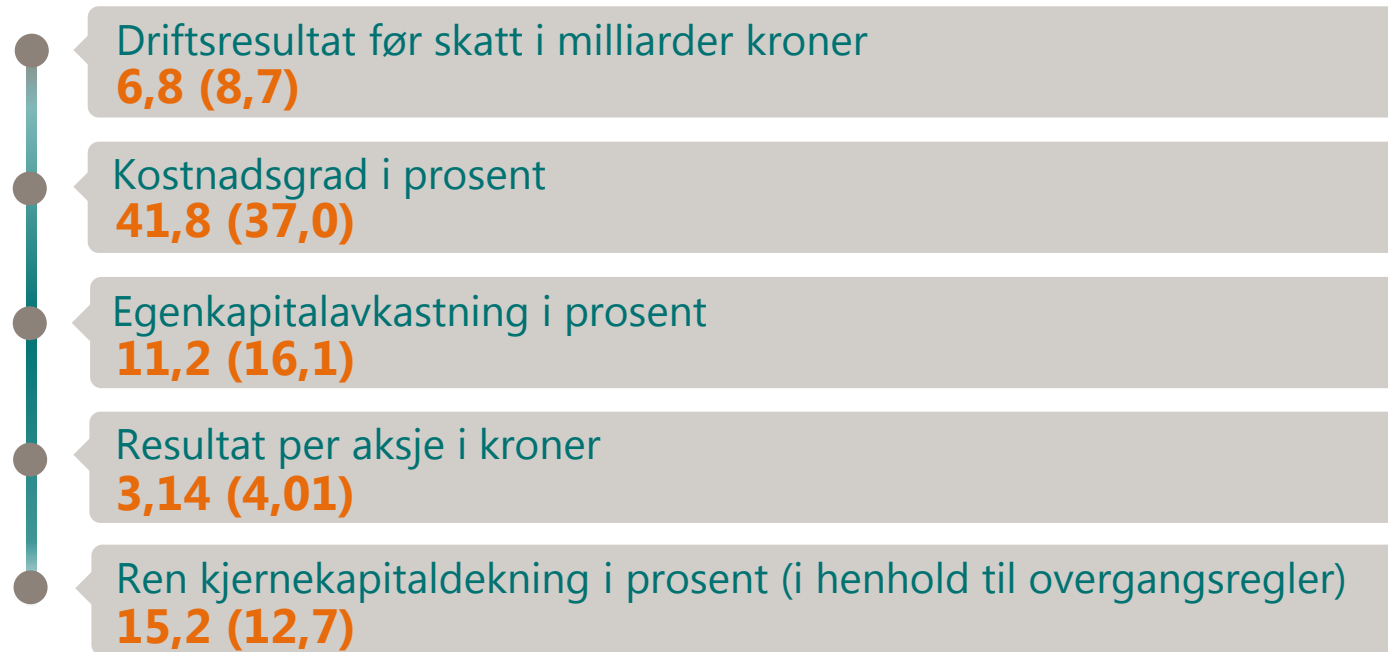 Driftsresultat før skatt i milliarder kroner
6,8 (8,7)
Kostnadsgrad i prosent
41,8 (37,0)
Egenkapitalavkastning i prosent
11,2 (16,1)
Resultat per aksje i kroner
3,14 (4,01)
Ren kjernekapitaldekning i prosent (i henhold til overgangsregler)
15,2 (12,7)